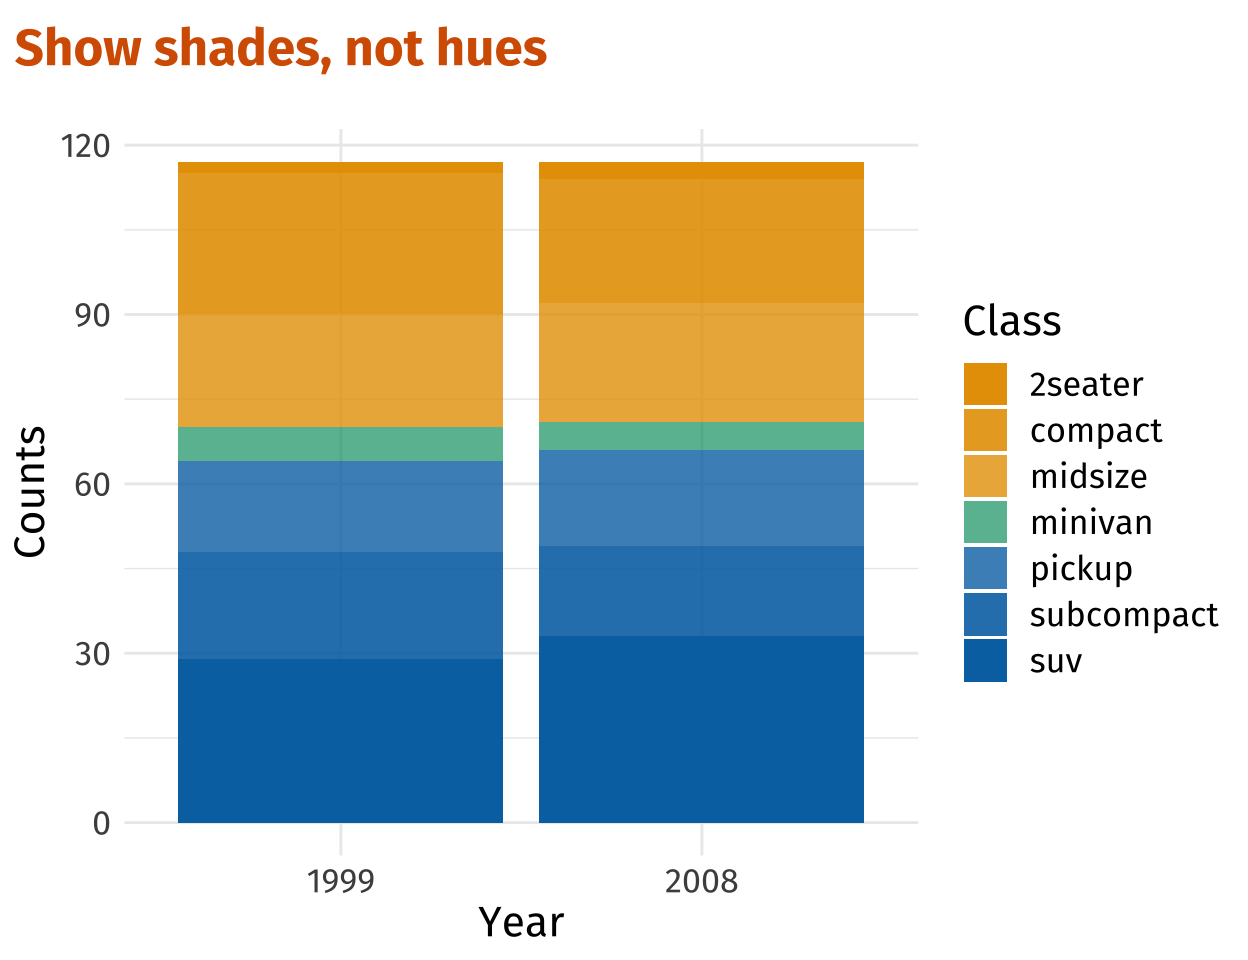 Show shades, not hues
120
90
60
30
0
Counts
1999
2008
Year
Class
2seater
compact
midsize
minivan
pickup
subcompact
suv